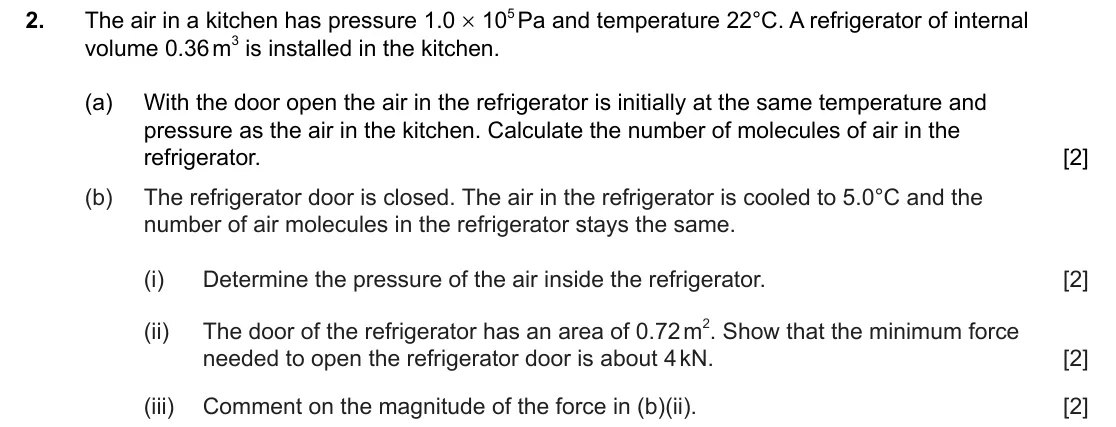 2. The air in a kitchen has pressure 1.0 × 10⁵ Pa and temperature 22°C. A refrigerator of internal
volume 0.36 m³ is installed in the kitchen.
(a) With the door open the air in the refrigerator is initially at the same temperature and
pressure as the air in the kitchen. Calculate the number of molecules of air in the
refrigerator. [2]
(b) The refrigerator door is closed. The air in the refrigerator is cooled to 5.0°C and the
number of air molecules in the refrigerator stays the same.
(i) Determine the pressure of the air inside the refrigerator. [2]
(ii) The door of the refrigerator has an area of 0.72 m². Show that the minimum force
needed to open the refrigerator door is about 4 kN. [2]
(iii) Comment on the magnitude of the force in (b)(ii). [2]